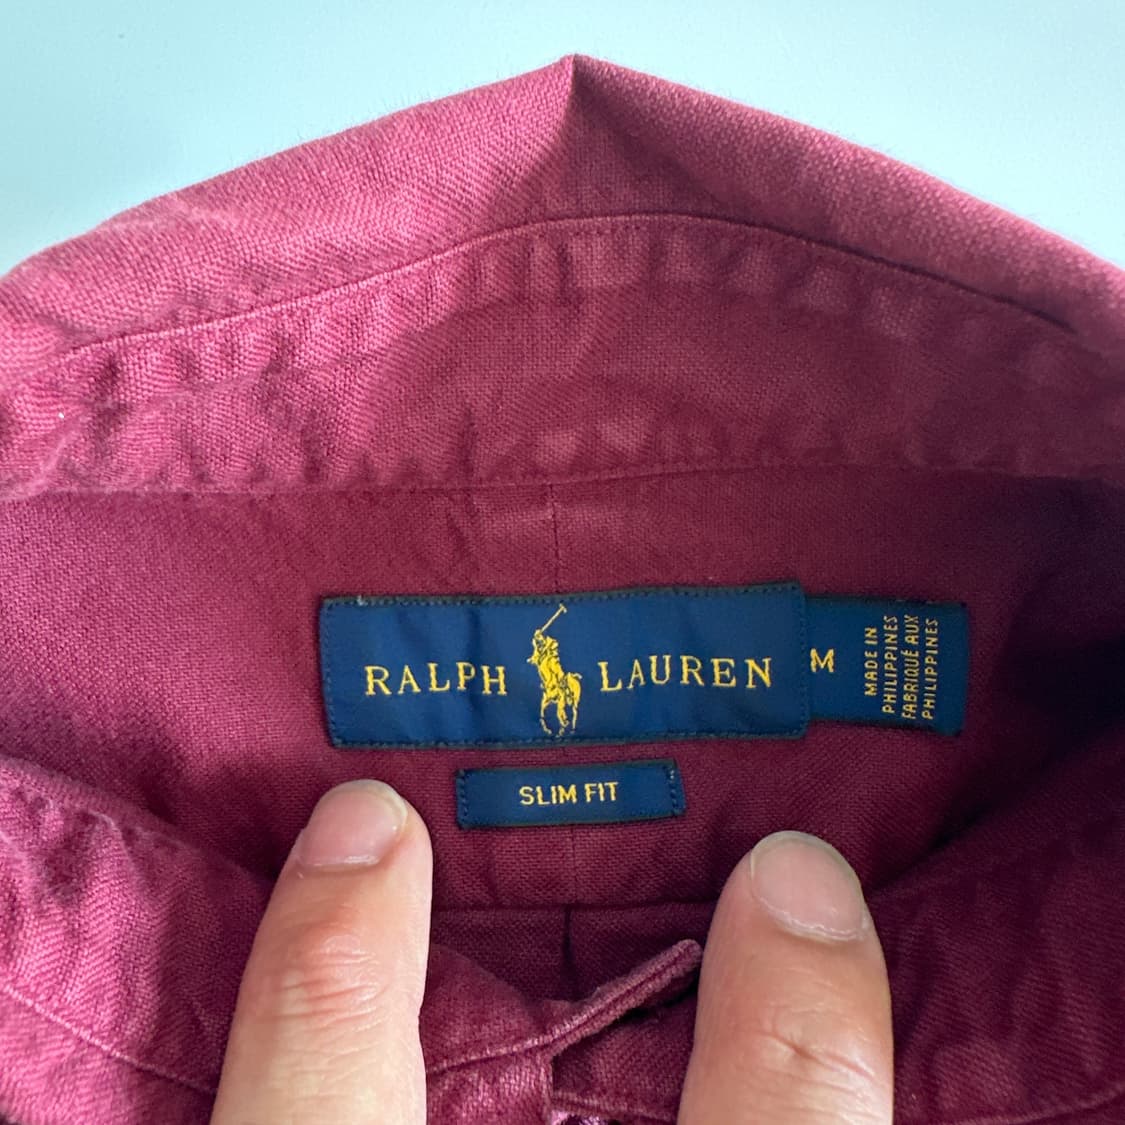 RALPH LAUREN
M
MADE IN
PHILIPPINES
FABRIQUÉ AUX
PHILIPPINES
SLIM FIT